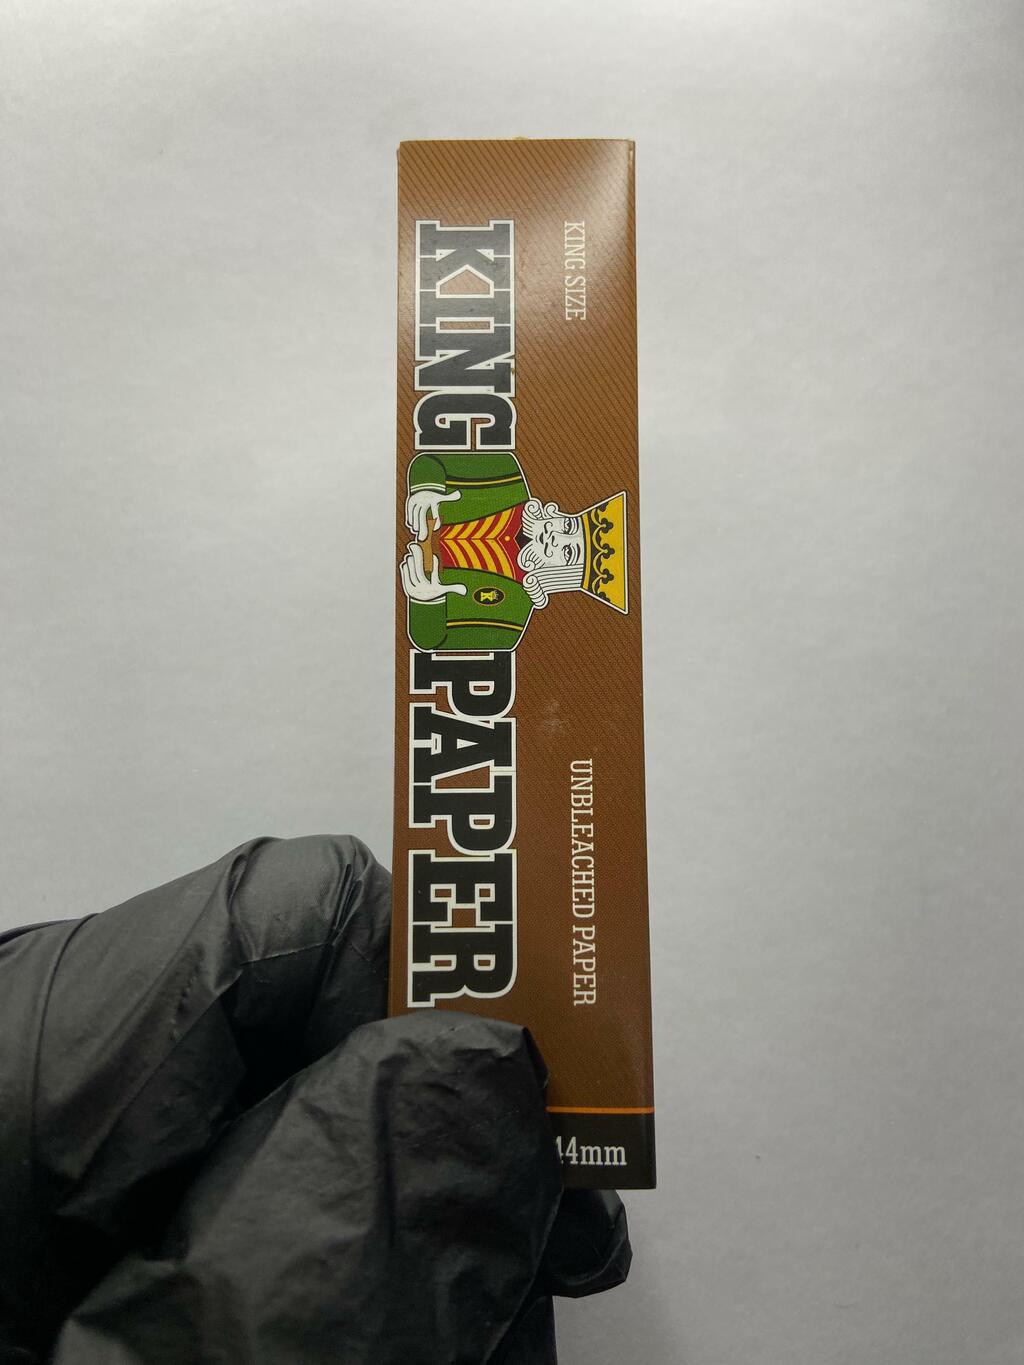 KING SIZE
UNBLEACHED PAPER
KING PAPER
K
44mm